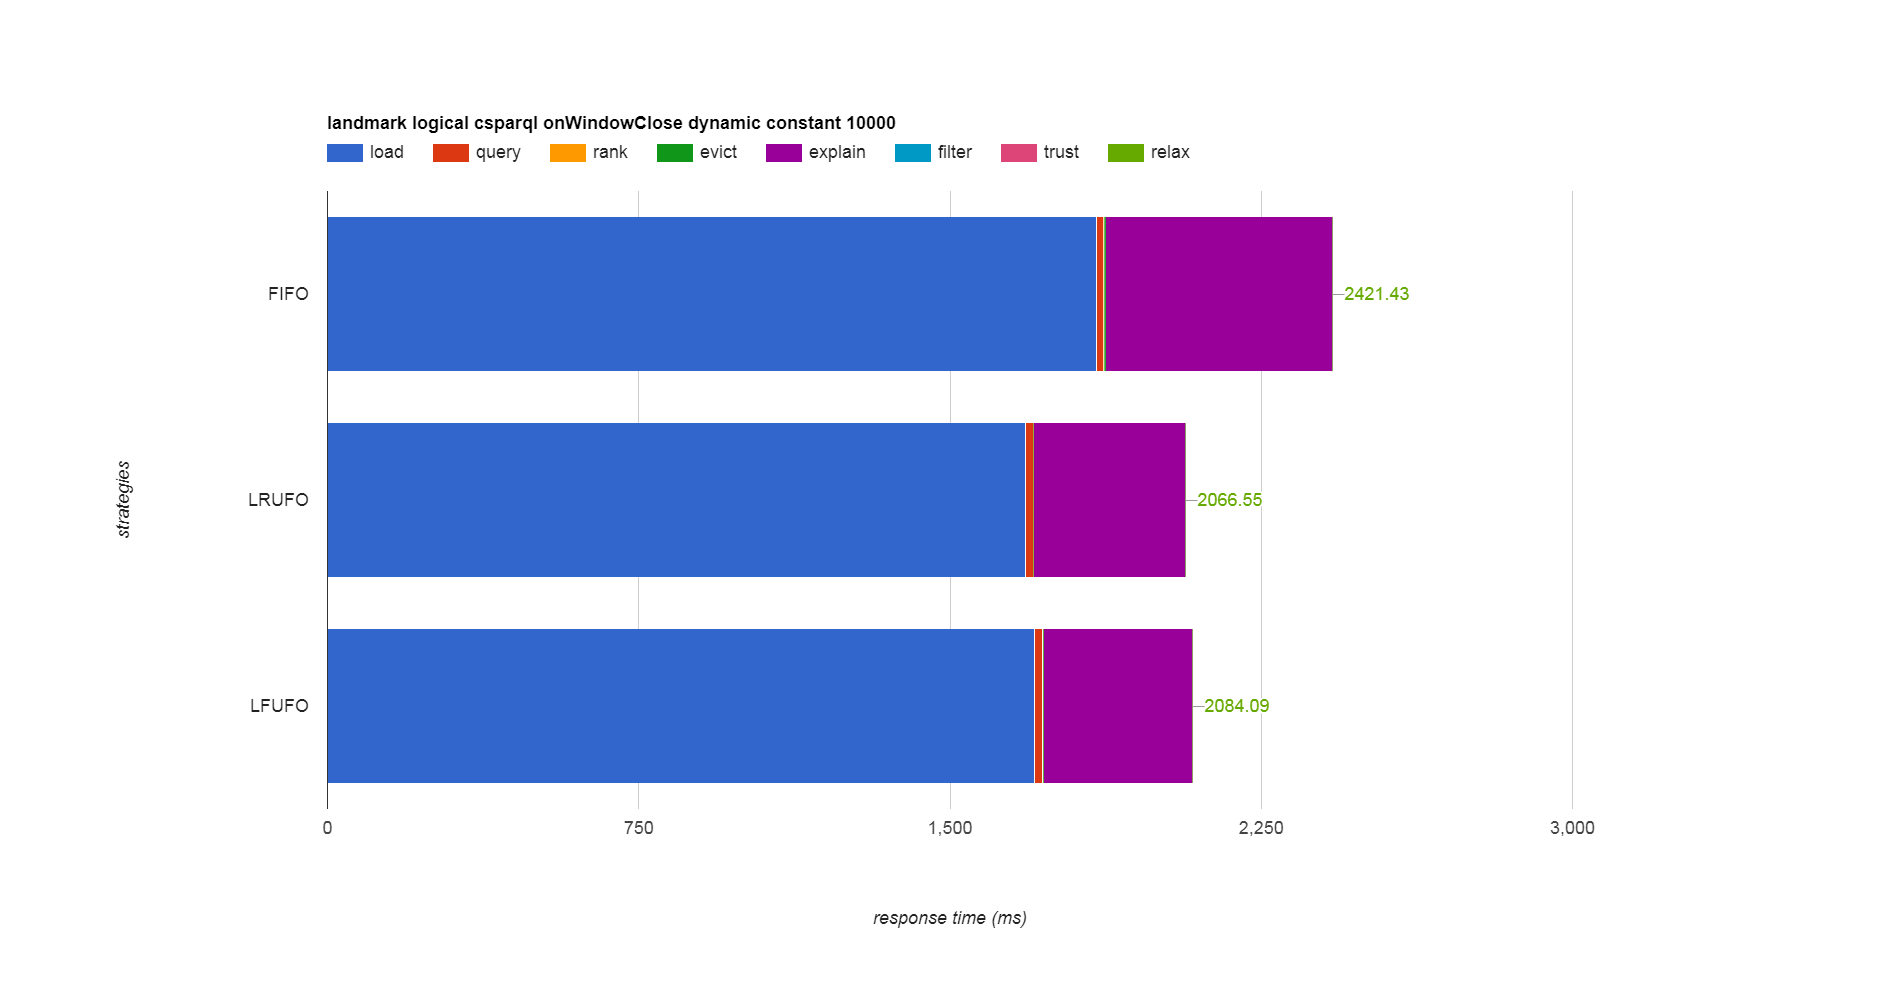 landmark logical csparql onWindowClose dynamic constant 10000
load query rank evict explain filter trust relax
FIFO 2421.43
LRUFO 2066.55
LFUFO 2084.09
strategies
0 750 1,500 2,250 3,000
response time (ms)